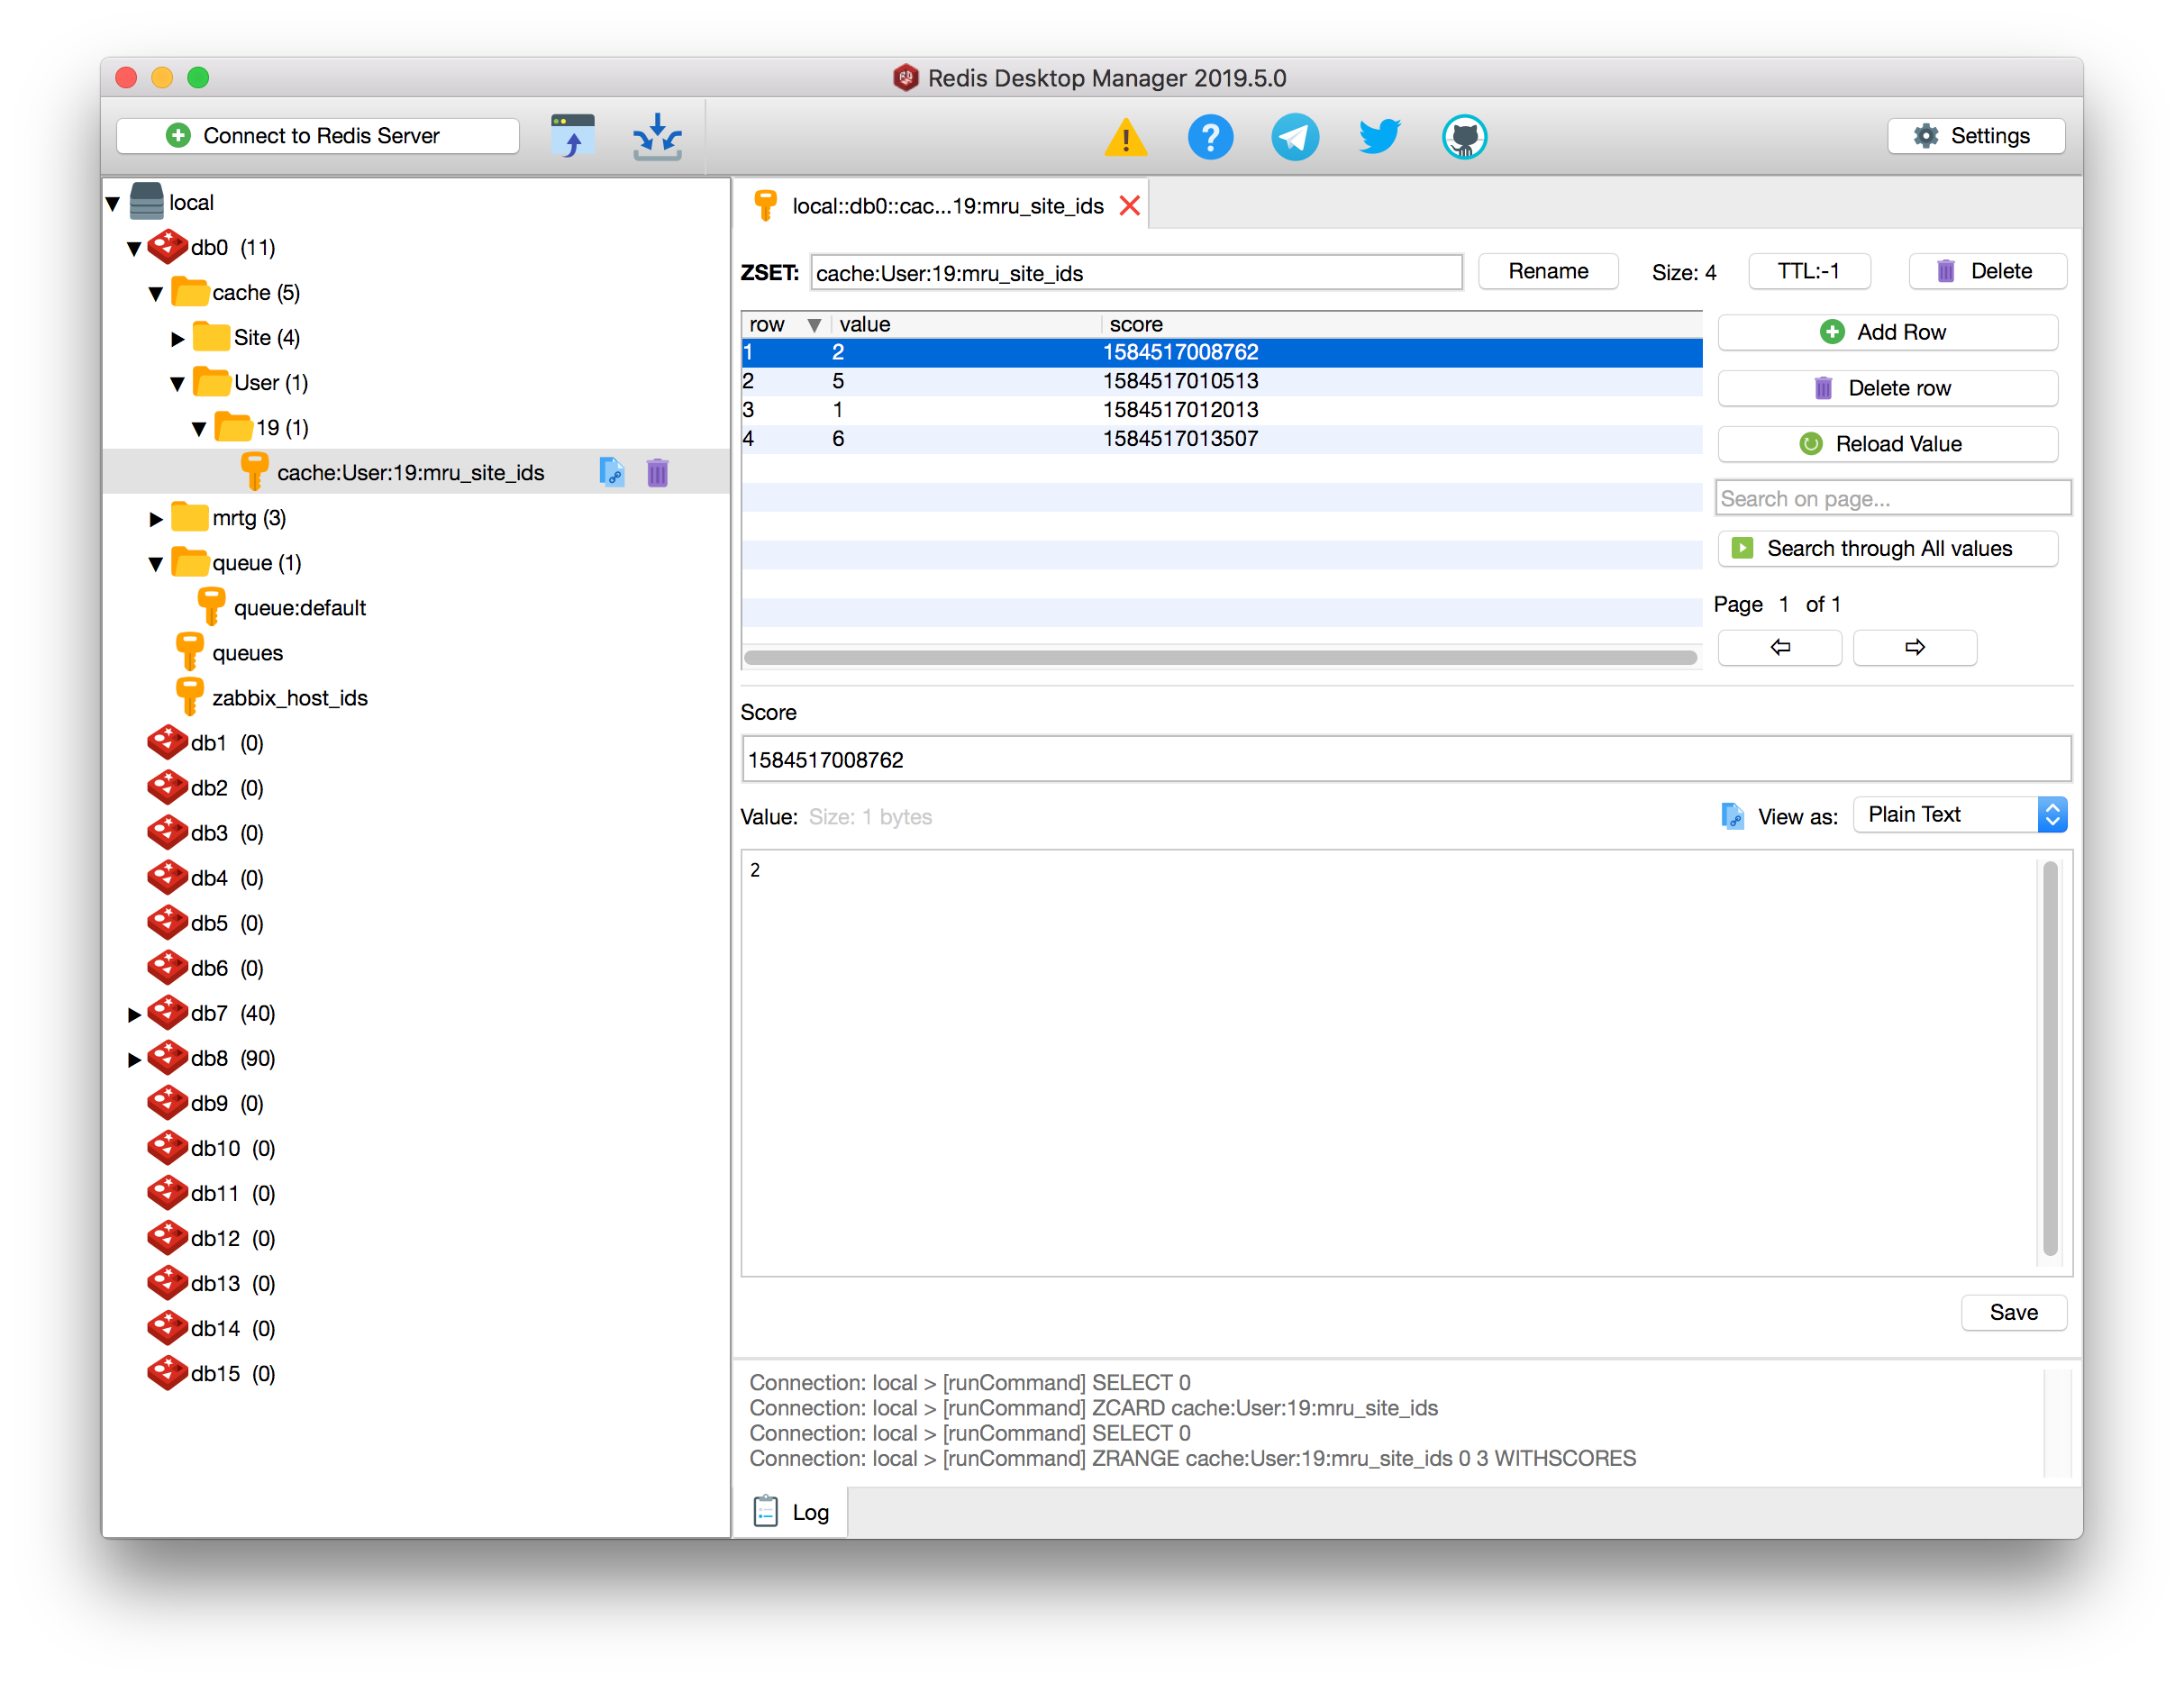 Redis Desktop Manager 2019.5.0
Connect to Redis Server
Settings
local
db0 (11)
cache (5)
Site (4)
User (1)
19 (1)
cache:User:19:mru_site_ids
mrtg (3)
queue (1)
queue:default
queues
zabbix_host_ids
db1 (0)
db2 (0)
db3 (0)
db4 (0)
db5 (0)
db6 (0)
db7 (40)
db8 (90)
db9 (0)
db10 (0)
db11 (0)
db12 (0)
db13 (0)
db14 (0)
db15 (0)
local::db0::cac...19:mru_site_ids
ZSET: cache:User:19:mru_site_ids Rename Size: 4 TTL:-1 Delete
row value score
1 2 1584517008762
2 5 1584517010513
3 1 1584517012013
4 6 1584517013507
Add Row
Delete row
Reload Value
Search on page...
Search through All values
Page 1 of 1
Score
1584517008762
Value: Size: 1 bytes View as: Plain Text
2
Save
Connection: local > [runCommand] SELECT 0
Connection: local > [runCommand] ZCARD cache:User:19:mru_site_ids
Connection: local > [runCommand] SELECT 0
Connection: local > [runCommand] ZRANGE cache:User:19:mru_site_ids 0 3 WITHSCORES
Log